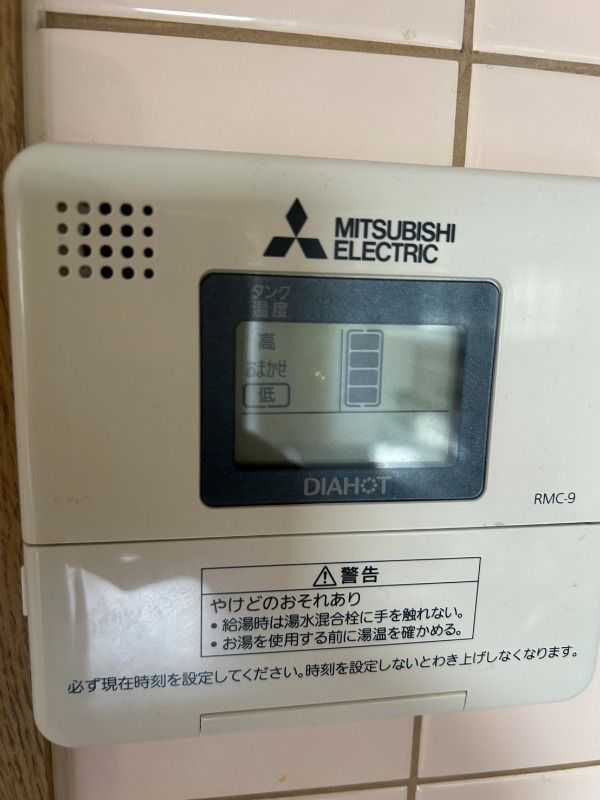 MITSUBISHI
ELECTRIC
タンク
温度
高
おまかせ
低
DIAHOT
RMC-9
⚠警告
やけどのおそれあり
• 給湯時は湯水混合栓に手を触れない。
• お湯を使用する前に湯温を確かめる。
必ず現在時刻を設定してください。時刻を設定しないとわき上げしなくなります。